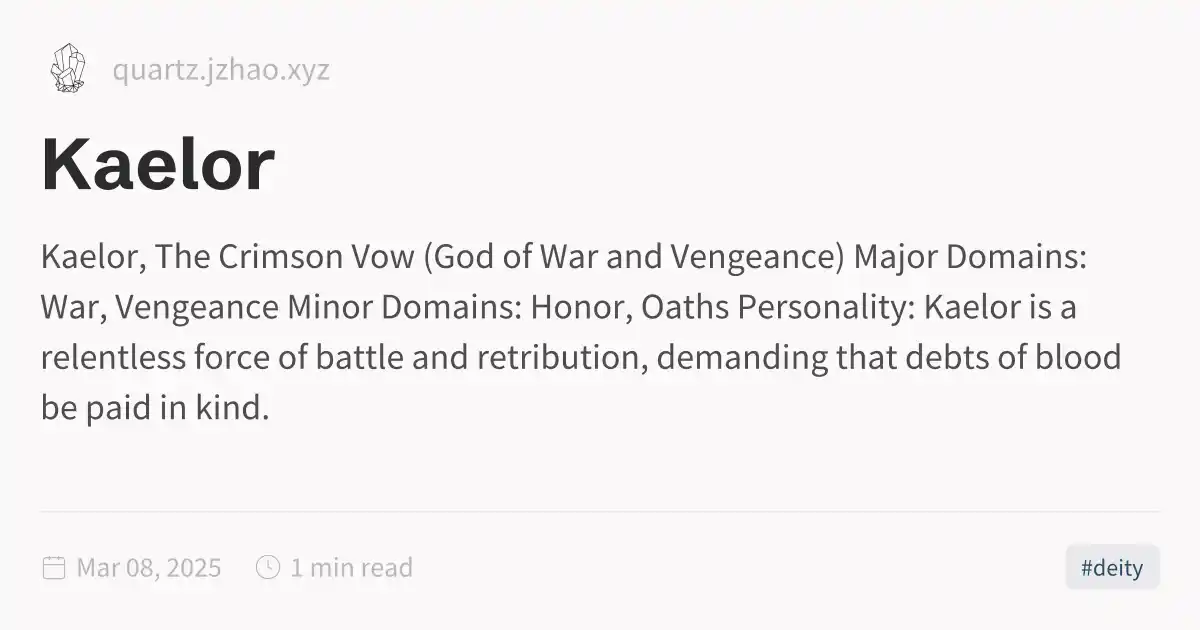 quartz.jzhao.xyz
Kaelor
Kaelor, The Crimson Vow (God of War and Vengeance) Major Domains:
War, Vengeance Minor Domains: Honor, Oaths Personality: Kaelor is a
relentless force of battle and retribution, demanding that debts of blood
be paid in kind.
Mar 08, 2025 1 min read #deity